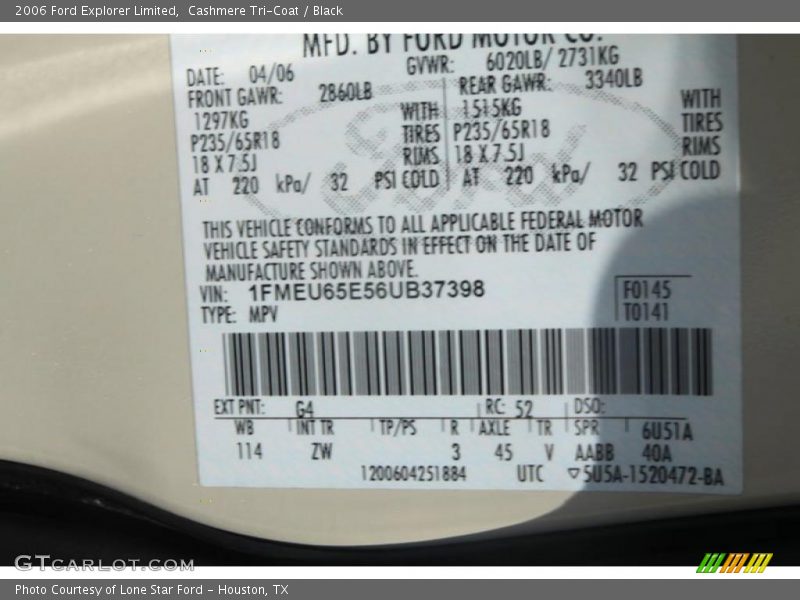 2006 Ford Explorer Limited,  Cashmere Tri-Coat / Black
MFD. BY FORD MOTOR CO.
DATE: 04/06 GVWR: 6020LB/ 2731KG
FRONT GAWR: 2860LB REAR GAWR: 3340LB
1297KG WITH 1515KG WITH
P235/65R18 TIRES P235/65R18 TIRES
18 X 7.5J RIMS 18 X 7.5J RIMS
AT 220 kPa/ 32 PSI COLD AT 220 kPa/ 32 PSI COLD
THIS VEHICLE CONFORMS TO ALL APPLICABLE FEDERAL MOTOR
VEHICLE SAFETY STANDARDS IN EFFECT ON THE DATE OF
MANUFACTURE SHOWN ABOVE.
VIN: 1FMEU65E56UB37398 F0145
TYPE: MPV T0141
EXT PNT: G4 RC: 52 DSO:
WB INT TR TP/PS R AXLE TR SPR 6U51A
114 ZW 3 45 V AABB 40A
1200604251884 UTC ▽5U5A-1520472-BA
GTCARLOT.COM
Photo Courtesy of Lone Star Ford - Houston, TX